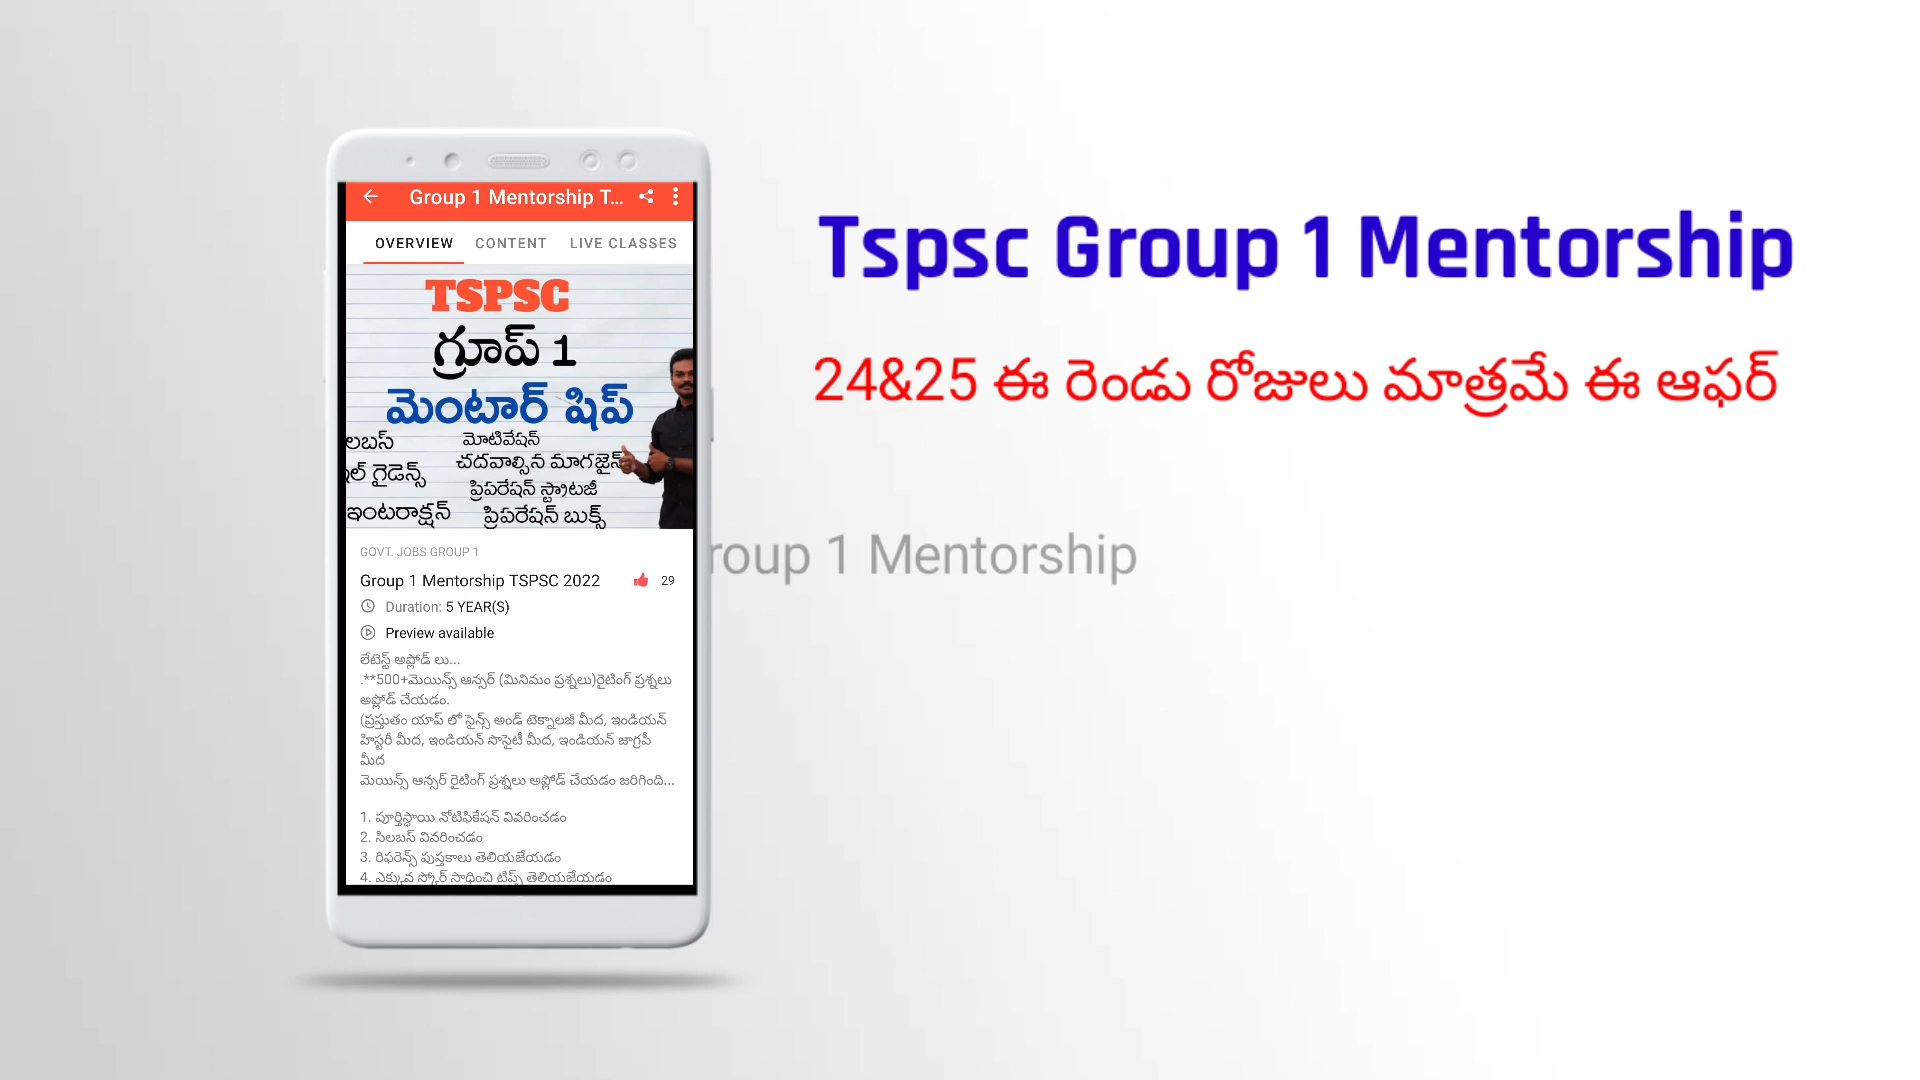 Group 1 Mentorship T...
OVERVIEW CONTENT LIVE CLASSES
TSPSC
గ్రూప్ 1
మెంటార్ షిప్
లబస్
మోటివేషన్
చదవాల్సిన మాగజైన్
గైడెన్స్
ప్రిపరేషన్ స్ట్రాటజీ
ఇంటరాక్షన్
ప్రిపరేషన్ బుక్స్
GOVT. JOBS GROUP 1
Group 1 Mentorship TSPSC 2022 29
Duration: 5 YEAR(S)
Preview available
లేటెస్ట్ అప్లోడ్ లు...
.**500+మెయిన్స్ ఆన్సర్ (మినిమం ప్రశ్నలు)రైటింగ్ ప్రశ్నలు
అప్లోడ్ చేయడం.
(ప్రస్తుతం యాప్ లో సైన్స్ అండ్ టెక్నాలజీ మీద, ఇండియన్
హిస్టరీ మీద, ఇండియన్ సొసైటీ మీద, ఇండియన్ జాగ్రపీ
మీద
మెయిన్స్ ఆన్సర్ రైటింగ్ ప్రశ్నలు అప్లోడ్ చేయడం జరిగింది...
1. పూర్తిస్థాయి నోటిఫికేషన్ వివరించడం
2. సిలబస్ వివరించడం
3. రిఫరెన్స్ పుస్తకాలు తెలియజేయడం
4. ఎక్కువ స్కోర్ సాధించి టిప్స్ తెలియజేయడం
Tspsc Group 1 Mentorship
24&25 ఈ రెండు రోజులు మాత్రమే ఈ ఆఫర్
roup 1 Mentorship